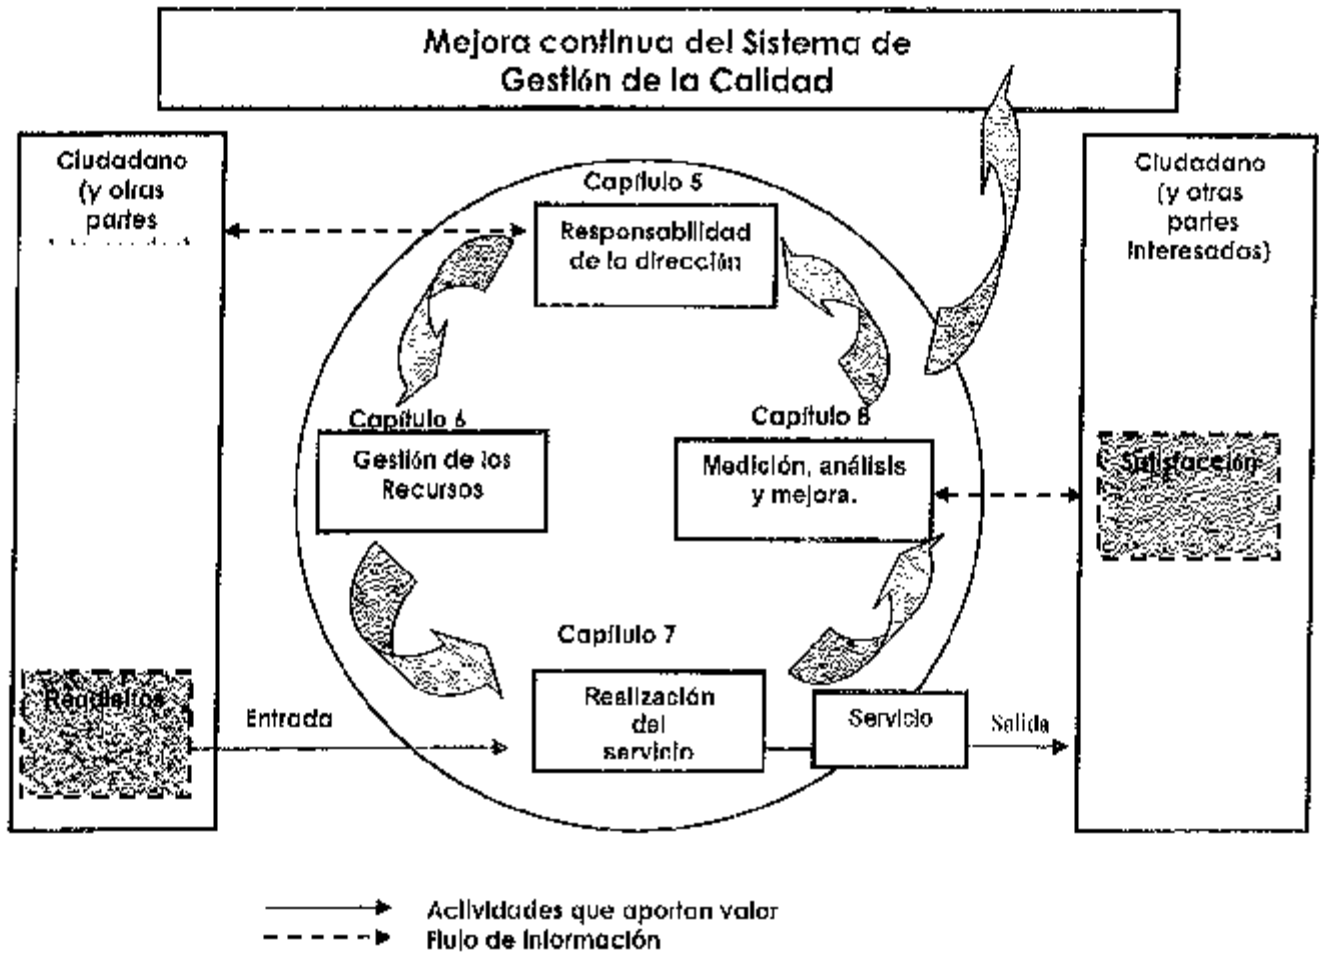 Mejora continua del Sistema de
Gestión de la Calidad
Ciudadano
(y otras
partes
Capítulo 5
Responsabilidad
de la dirección
Ciudadano
(y otras
partes
Interesados)
Capítulo 6
Gestión de los
Recursos
Capítulo 8
Medición, análisis
y mejora.
Satisfacción
Capítulo 7
Requisitos
Entrada
Realización
del
servicio
Servicio
Salida
Actividades que aportan valor
Flujo de Información